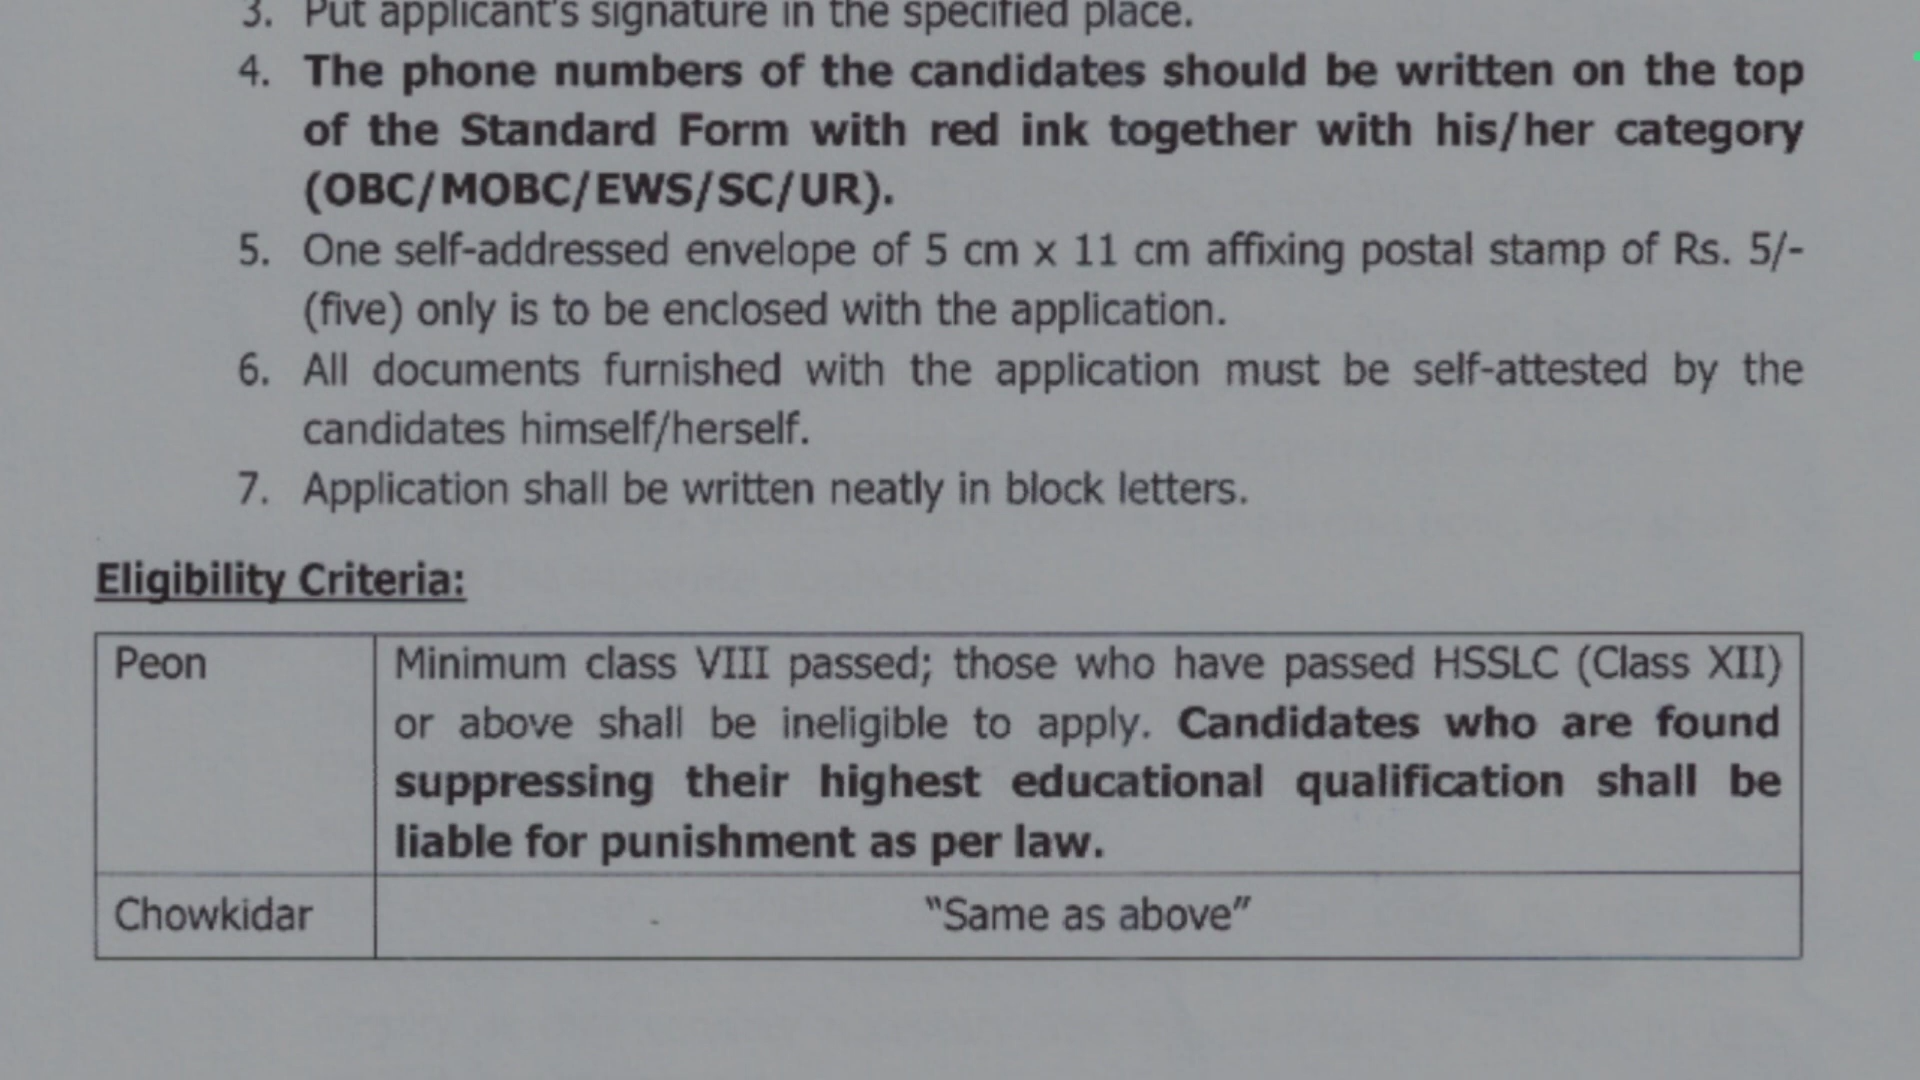 3. Put applicant's signature in the specified place.
4. The phone numbers of the candidates should be written on the top
of the Standard Form with red ink together with his/her category
(OBC/MOBC/EWS/SC/UR).
5. One self-addressed envelope of 5 cm x 11 cm affixing postal stamp of Rs. 5/-
(five) only is to be enclosed with the application.
6. All documents furnished with the application must be self-attested by the
candidates himself/herself.
7. Application shall be written neatly in block letters.
Eligibility Criteria:
Peon Minimum class VIII passed; those who have passed HSSLC (Class XII)
or above shall be ineligible to apply. Candidates who are found
suppressing their highest educational qualification shall be
liable for punishment as per law.
Chowkidar "Same as above"